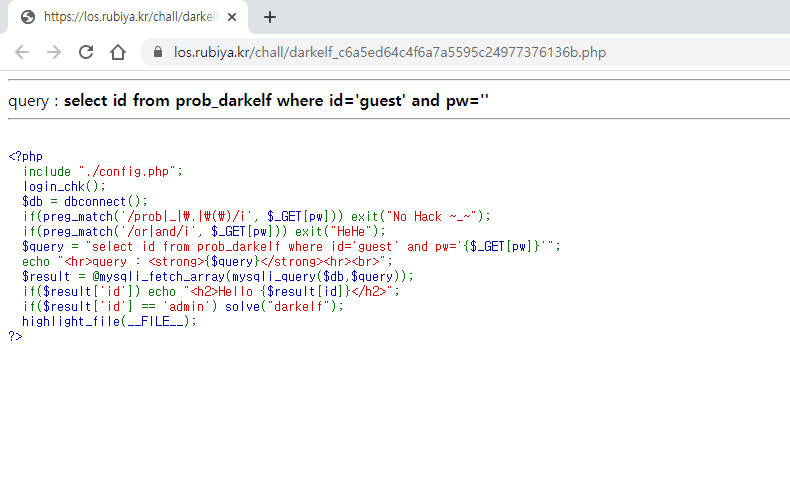 https://los.rubiya.kr/chall/darkelf
los.rubiya.kr/chall/darkelf_c6a5ed64c4f6a7a5595c24977376136b.php
query : select id from prob_darkelf where id='guest' and pw=''
<?php
include "./config.php";
login_chk();
$db = dbconnect();
if(preg_match('/prob|_|₩.|₩(₩)/i', $_GET[pw])) exit("No Hack ~_~");
if(preg_match('/or|and/i', $_GET[pw])) exit("HeHe");
$query = "select id from prob_darkelf where id='guest' and pw='{$_GET[pw]}'";
echo "<hr>query : <strong>{$query}</strong><hr><br>";
$result = @mysqli_fetch_array(mysqli_query($db,$query));
if($result['id']) echo "<h2>Hello {$result[id]}</h2>";
if($result['id'] == 'admin') solve("darkelf");
highlight_file(__FILE__);
?>